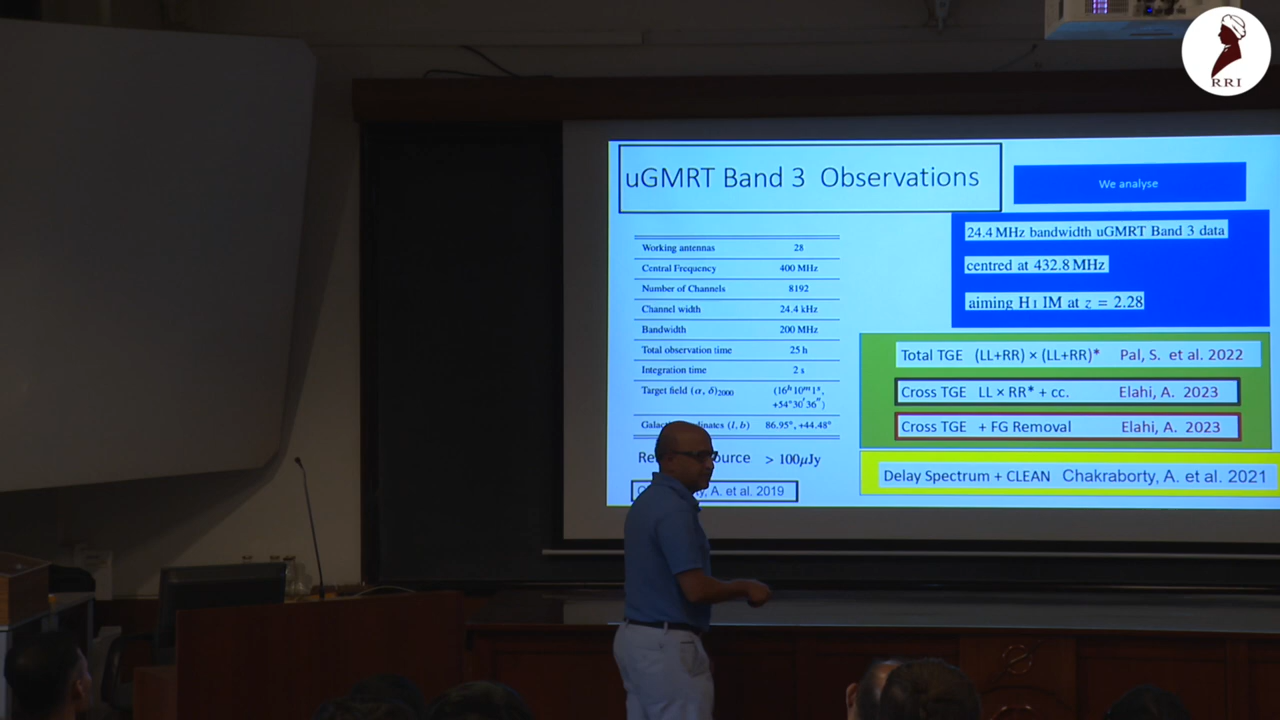 RRI
uGMRT Band 3 Observations
We analyse
Working antennas 28
Central Frequency 400 MHz
Number of Channels 8192
Channel width 24.4 kHz
Bandwidth 200 MHz
Total observation time 25 h
Integration time 2 s
Target field (α, δ)₂₀₀₀ (16ʰ10ᵐ1ˢ,
+54°30′36″)
(l, b) 86.95°, +44.48°
> 100μJy
A. et al. 2019
24.4 MHz bandwidth uGMRT Band 3 data
centred at 432.8 MHz
aiming H I IM at z = 2.28
Total TGE (LL+RR) × (LL+RR)* Pal, S. et al. 2022
Cross TGE LL × RR* + cc. Elahi, A. 2023
Cross TGE + FG Removal Elahi, A. 2023
Delay Spectrum + CLEAN Chakraborty, A. et al. 2021